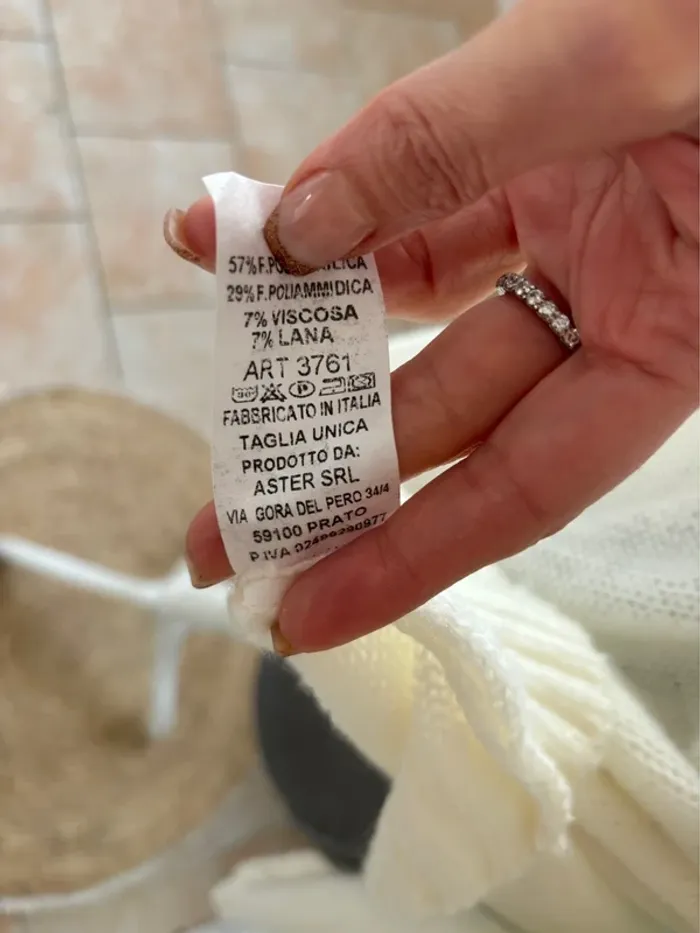 57% F.
29% F.POLIAMMIDICA
7% VISCOSA
7% LANA
ART 3761
FABBRICATO IN ITALIA
TAGLIA UNICA
PRODOTTO DA:
ASTER SRL
VIA GORA DEL PERO 34/4
59100 PRATO
P.IVA